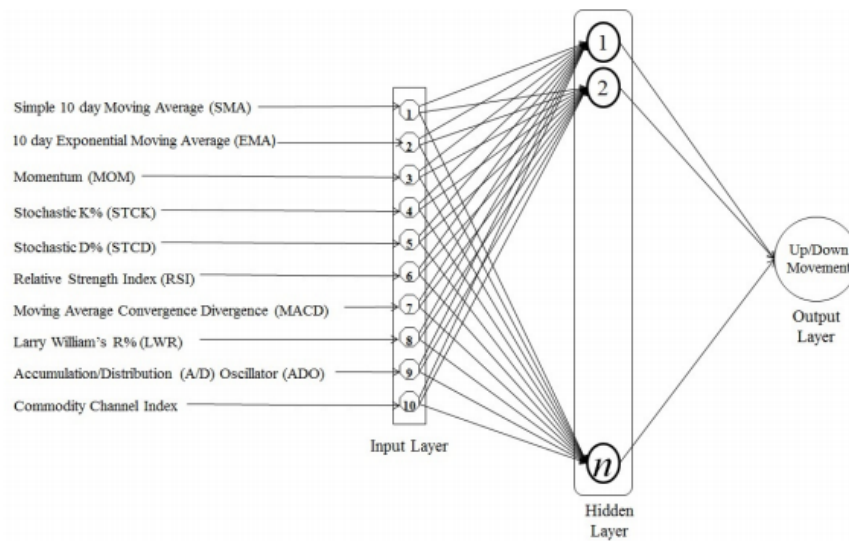 Simple 10 day Moving Average (SMA)
10 day Exponential Moving Average (EMA)
Momentum (MOM)
Stochastic K% (STCK)
Stochastic D% (STCD)
Relative Strength Index (RSI)
Moving Average Convergence Divergence (MACD)
Larry William's R% (LWR)
Accumulation/Distribution (A/D) Oscillator (ADO)
Commodity Channel Index
1
2
3
4
5
6
7
8
9
10
Input Layer
1
2
n
Hidden
Layer
Up/Down
Movement
Output
Layer